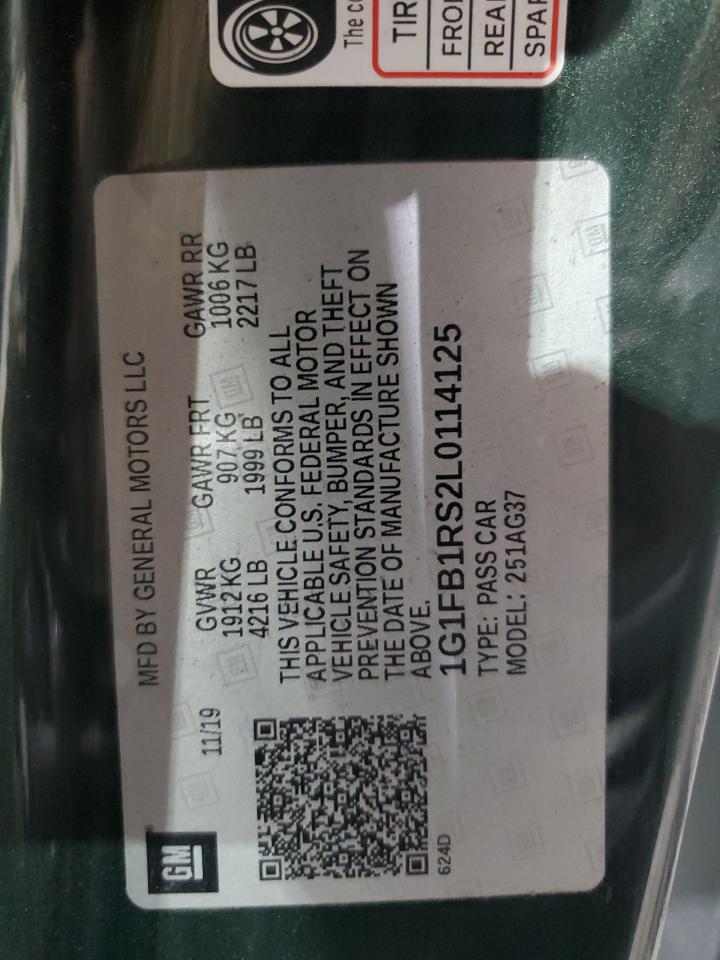 GM
MFD BY GENERAL MOTORS LLC
11/19
GVWR GAWR FRT GAWR RR
1912 KG 907 KG 1006 KG
4216 LB 1999 LB 2217 LB
THIS VEHICLE CONFORMS TO ALL
APPLICABLE U.S. FEDERAL MOTOR
VEHICLE SAFETY, BUMPER, AND THEFT
PREVENTION STANDARDS IN EFFECT ON
THE DATE OF MANUFACTURE SHOWN
ABOVE.
1G1FB1RS2L0114125
TYPE: PASS CAR
MODEL: 251AG37
624D
The
TIR
FRO
REA
SPAR